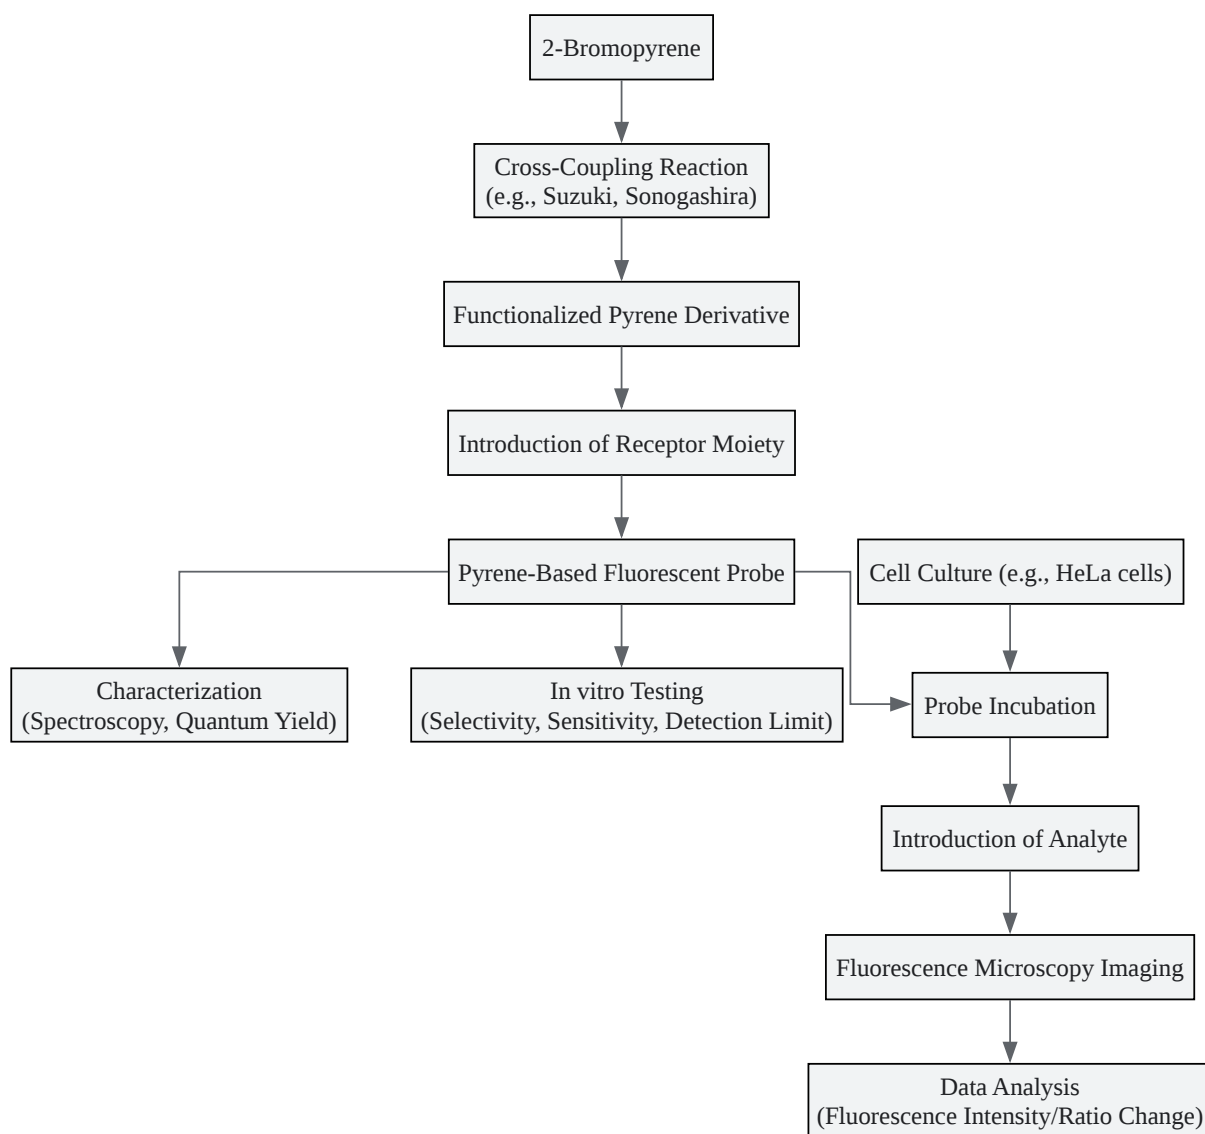 2-Bromopyrene
Cross-Coupling Reaction
(e.g., Suzuki, Sonogashira)
Functionalized Pyrene Derivative
Introduction of Receptor Moiety
Pyrene-Based Fluorescent Probe
Cell Culture (e.g., HeLa cells)
Characterization
(Spectroscopy, Quantum Yield)
In vitro Testing
(Selectivity, Sensitivity, Detection Limit)
Probe Incubation
Introduction of Analyte
Fluorescence Microscopy Imaging
Data Analysis
(Fluorescence Intensity/Ratio Change)